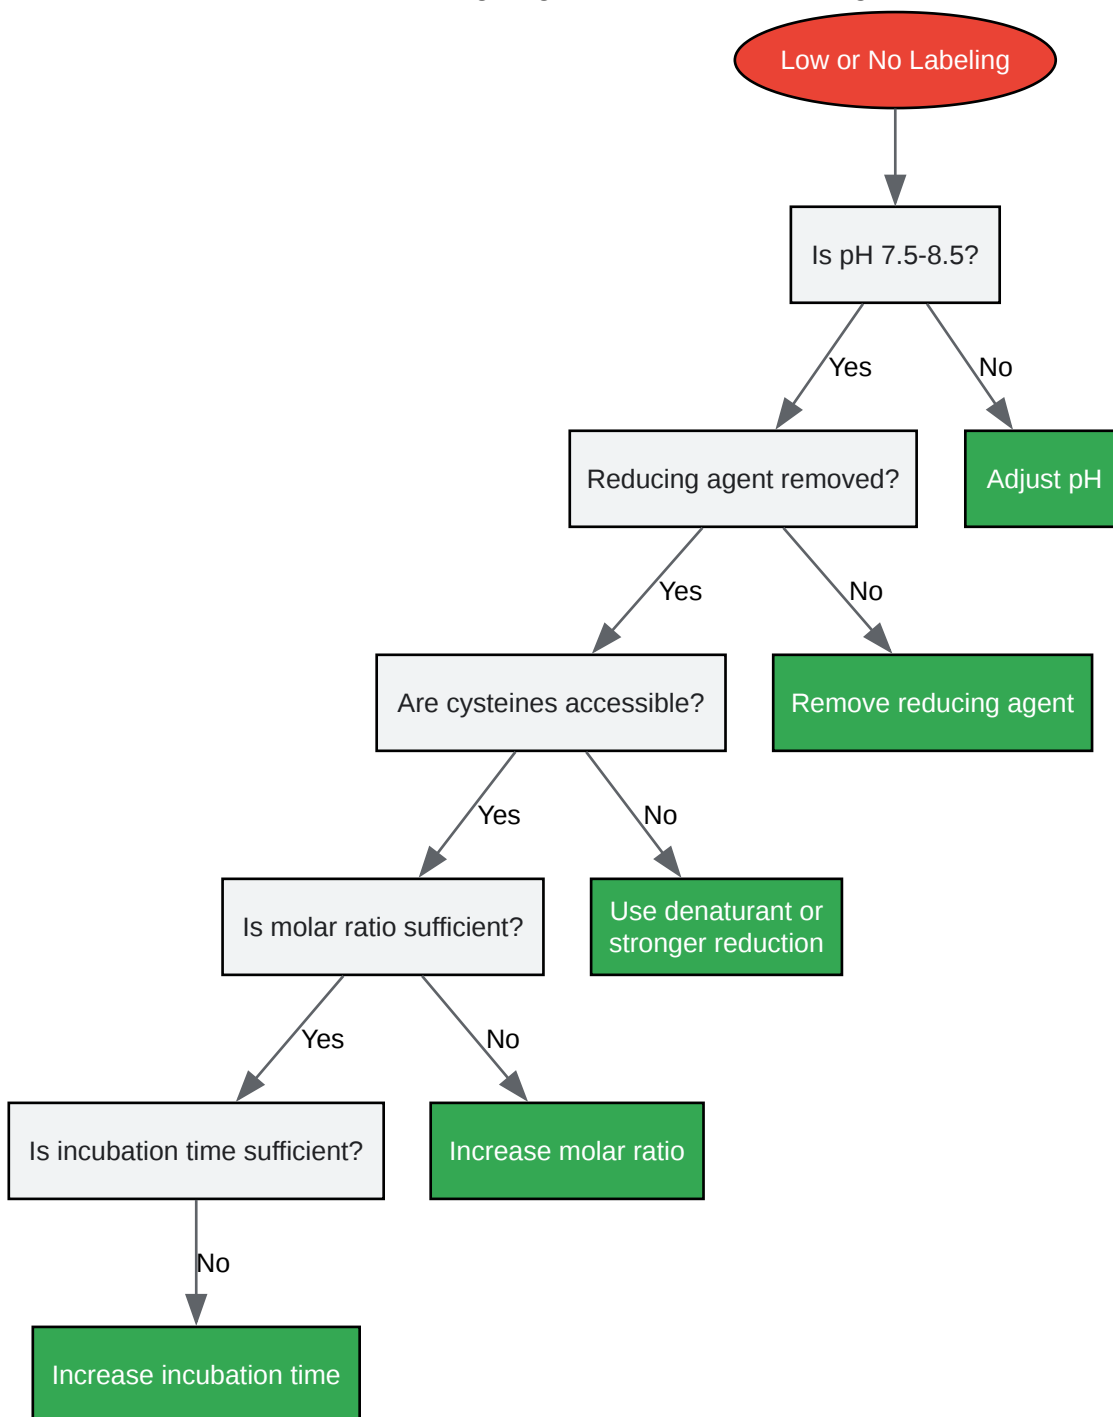 Low or No Labeling
Is pH 7.5-8.5?
Yes
No
Reducing agent removed?
Adjust pH
Yes
No
Are cysteines accessible?
Remove reducing agent
Yes
No
Is molar ratio sufficient?
Use denaturant or
stronger reduction
Yes
No
Is incubation time sufficient?
Increase molar ratio
No
Increase incubation time